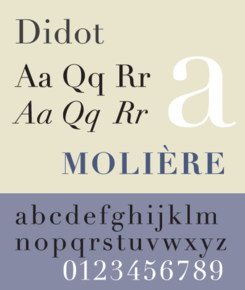 Didot
a
Aa Qq Rr
Aa Qq Rr
MOLIÈRE
abcdefghijklm
nopqrstuvwxyz
0123456789